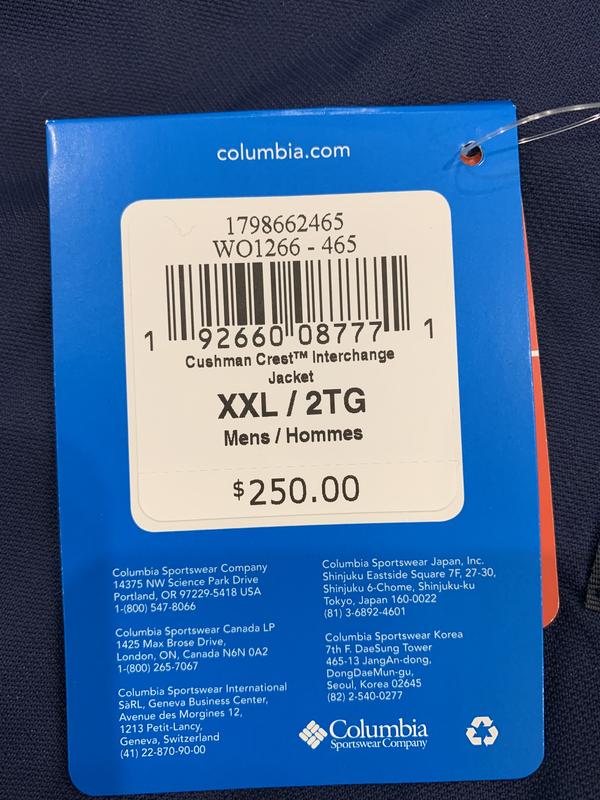 columbia.com
1798662465
WO1266 - 465
1 92660 08777 1
Cushman Crest™ Interchange
Jacket
XXL / 2TG
Mens / Hommes
$250.00
Columbia Sportswear Company
14375 NW Science Park Drive
Portland, OR 97229-5418 USA
1-(800) 547-8066
Columbia Sportswear Canada LP
1425 Max Brose Drive,
London, ON, Canada N6N 0A2
1-(800) 265-7067
Columbia Sportswear International
SàRL, Geneva Business Center,
Avenue des Morgines 12,
1213 Petit-Lancy,
Geneva, Switzerland
(41) 22-870-90-00
Columbia Sportswear Japan, Inc.
Shinjuku Eastside Square 7F, 27-30,
Shinjuku 6-Chome, Shinjuku-ku
Tokyo, Japan 160-0022
(81) 3-6892-4601
Columbia Sportswear Korea
7th F. DaeSung Tower
465-13 JangAn-dong,
DongDaeMun-gu,
Seoul, Korea 02645
(82) 2-540-0277
Columbia
Sportswear Company